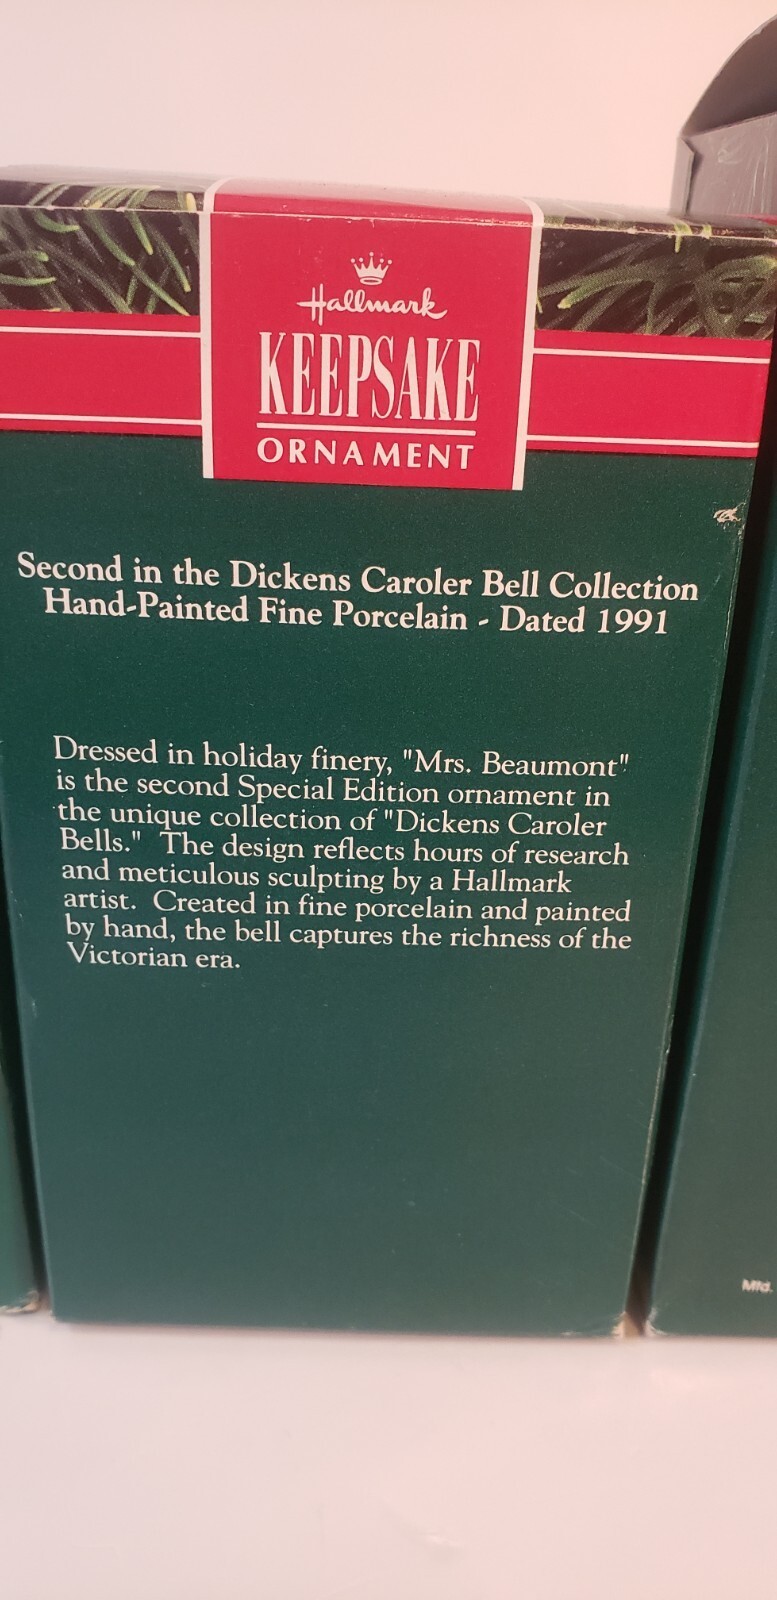 Hallmark
KEEPSAKE
ORNAMENT
Second in the Dickens Caroler Bell Collection
Hand-Painted Fine Porcelain - Dated 1991
Dressed in holiday finery, "Mrs. Beaumont"
is the second Special Edition ornament in
the unique collection of "Dickens Caroler
Bells." The design reflects hours of research
and meticulous sculpting by a Hallmark
artist. Created in fine porcelain and painted
by hand, the bell captures the richness of the
Victorian era.
Mfd.